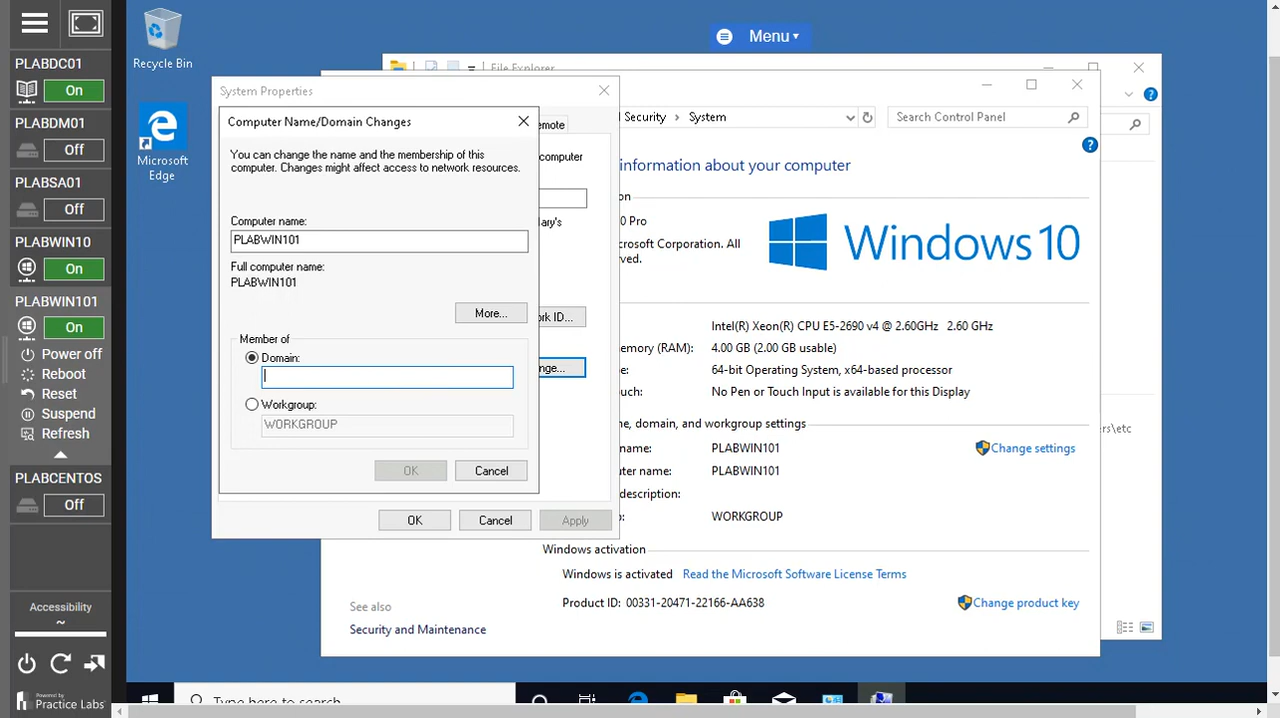 PLABDC01
On
PLABDM01
Off
PLABSA01
Off
PLABWIN10
On
PLABWIN101
On
Power off
Reboot
Reset
Suspend
Refresh
PLABCENTOS
Off
Accessibility
~
Powered by
Practice Labs
Recycle Bin
Microsoft
Edge
Menu
File Explorer
System Properties
Computer Name/Domain Changes
You can change the name and the membership of this
computer. Changes might affect access to network resources.
Computer name:
PLABWIN101
Full computer name:
PLABWIN101
More...
Member of
Domain:
Workgroup:
WORKGROUP
OK
Cancel
OK
Cancel
Apply
emote
computer
ary's
rk ID...
nge...
Security
System
Search Control Panel
information about your computer
on
0 Pro
crosoft Corporation. All
rved.
Windows 10
Intel(R) Xeon(R) CPU E5-2690 v4 @ 2.60GHz 2.60 GHz
emory (RAM): 4.00 GB (2.00 GB usable)
e: 64-bit Operating System, x64-based processor
uch: No Pen or Touch Input is available for this Display
me, domain, and workgroup settings
name: PLABWIN101
Change settings
uter name: PLABWIN101
description:
p: WORKGROUP
Windows activation
Windows is activated Read the Microsoft Software License Terms
Product ID: 00331-20471-22166-AA638
Change product key
See also
Security and Maintenance
ers\etc
Type here to search